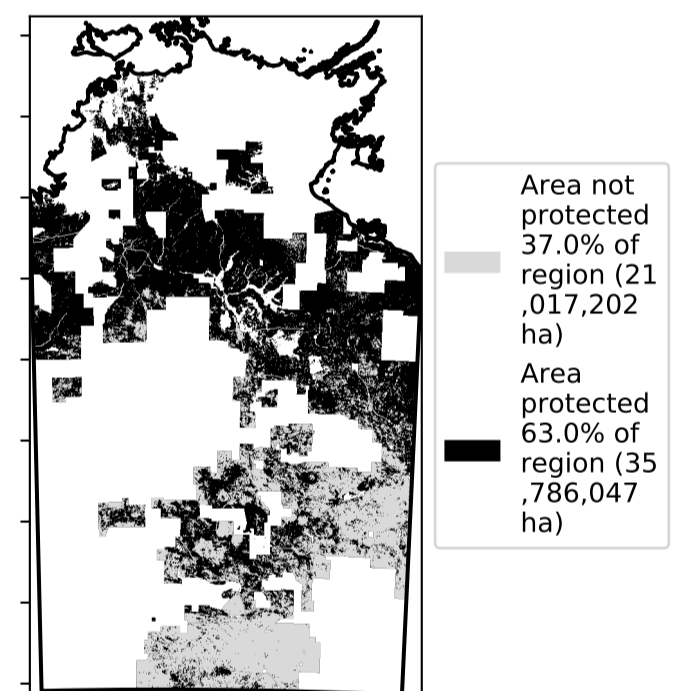 Area not
protected
37.0% of
region (21
,017,202
ha)
Area
protected
63.0% of
region (35
,786,047
ha)